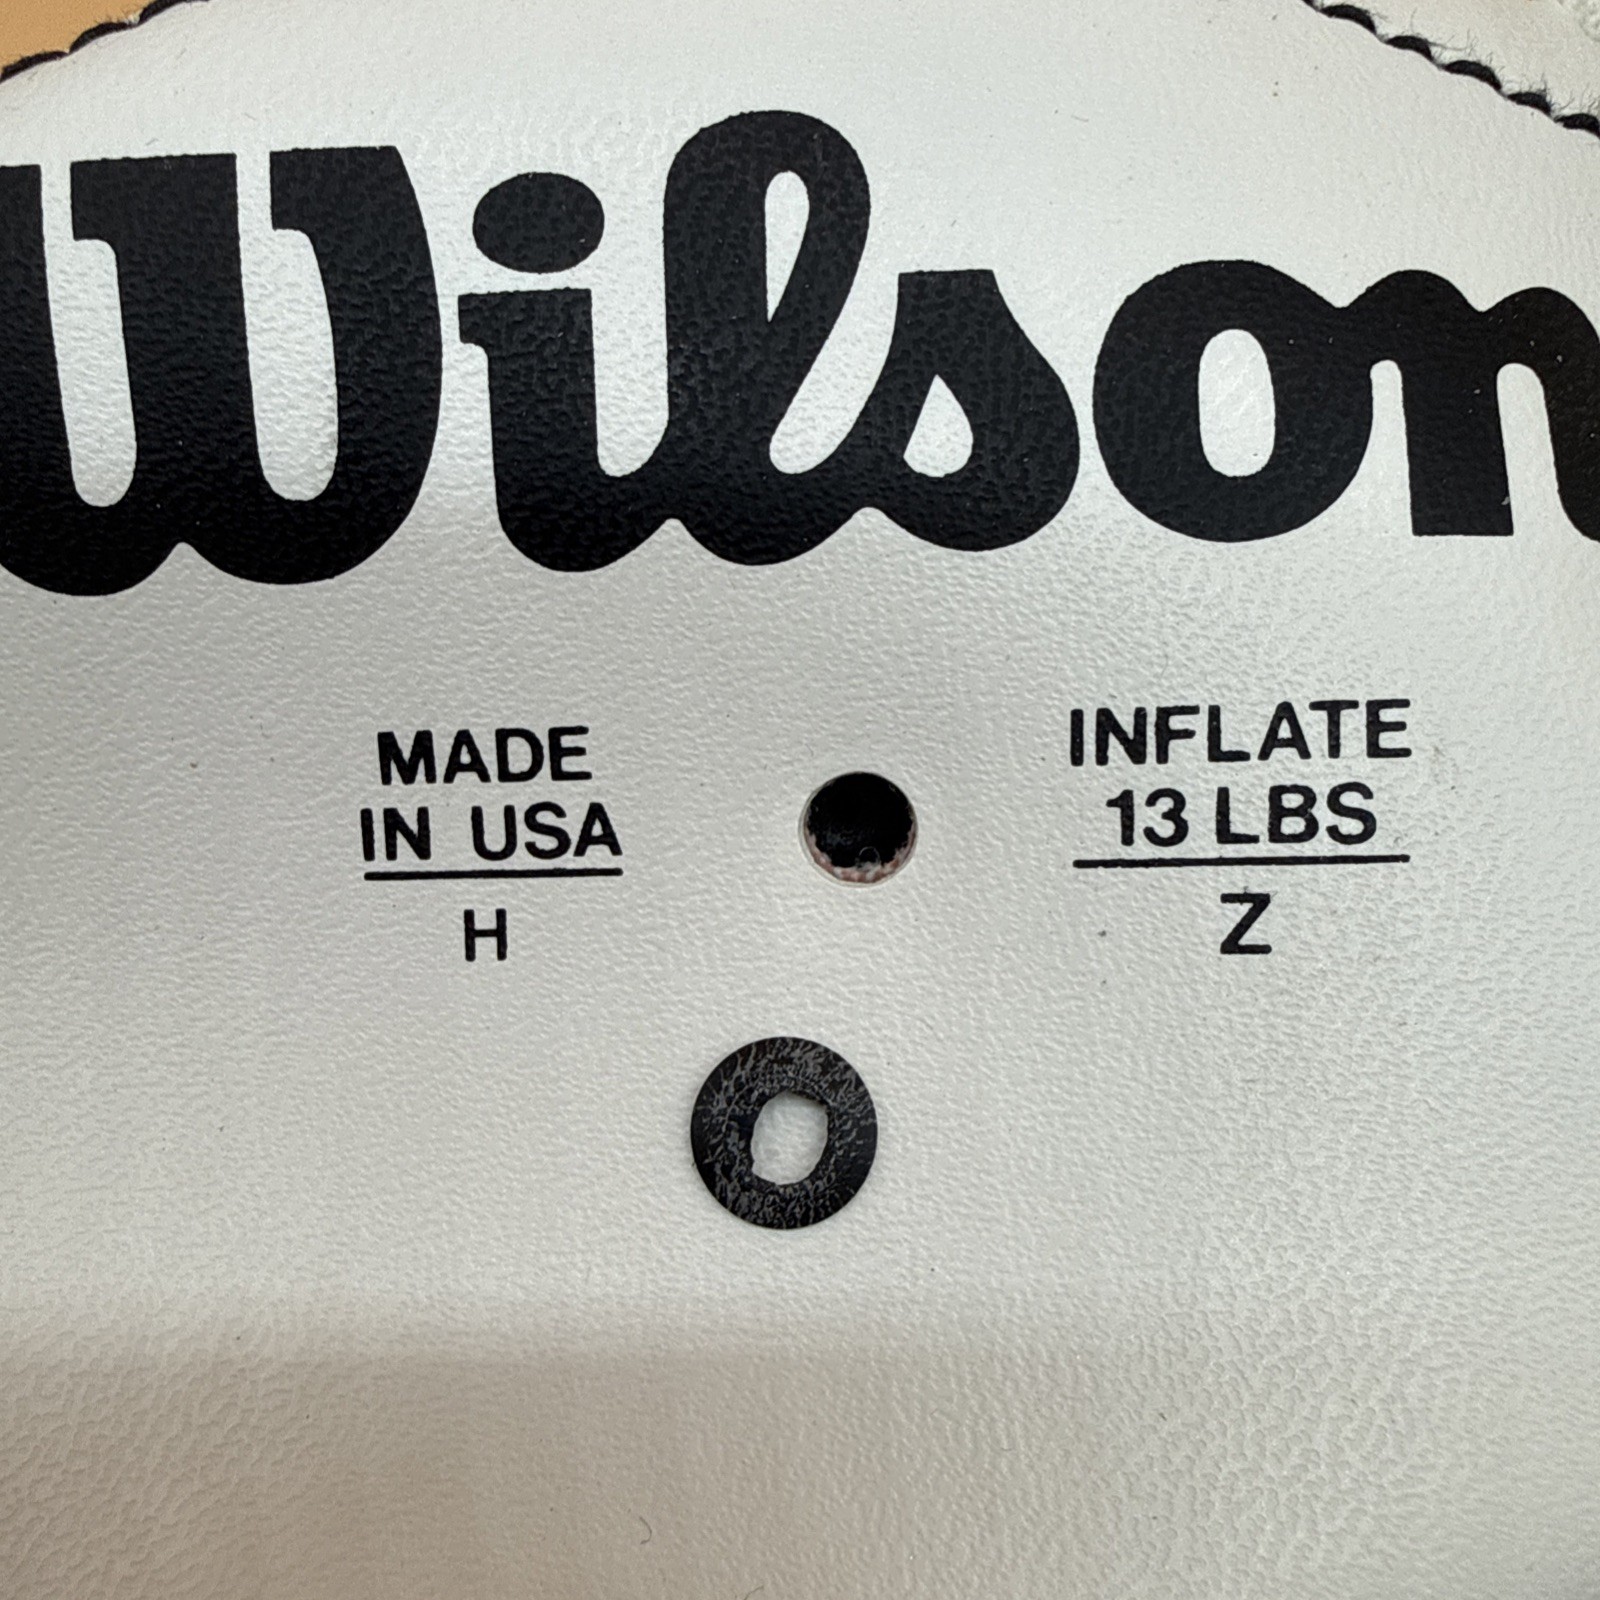 Wilson
MADE
IN USA
H
INFLATE
13 LBS
Z